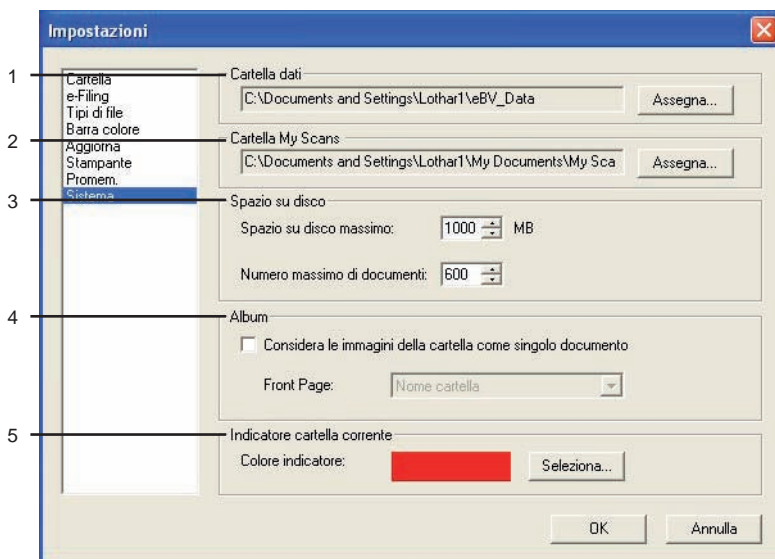 Impostazioni
1
Cartella
e-Filing
Tipi di file
Barra colore
Aggiorna
Stampante
Promem.
Sistema
Cartella dati
C:\Documents and Settings\Lothar1\eBV_Data
Assegna...
2
Cartella My Scans
C:\Documents and Settings\Lothar1\My Documents\My Sca
Assegna...
3
Spazio su disco
Spazio su disco massimo: 1000 MB
Numero massimo di documenti: 600
4
Album
Considera le immagini della cartella come singolo documento
Front Page: Nome cartella
5
Indicatore cartella corrente
Colore indicatore: Seleziona...
OK Annulla